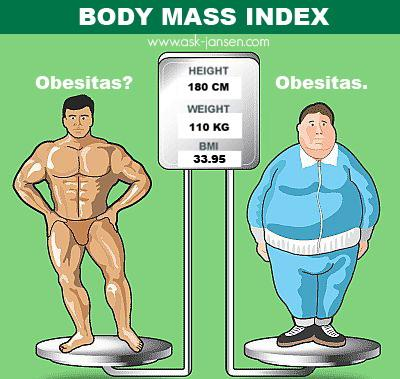 BODY MASS INDEX
www.ask-jansen.com
Obesitas?
HEIGHT
180 CM
WEIGHT
110 KG
BMI
33.95
Obesitas.